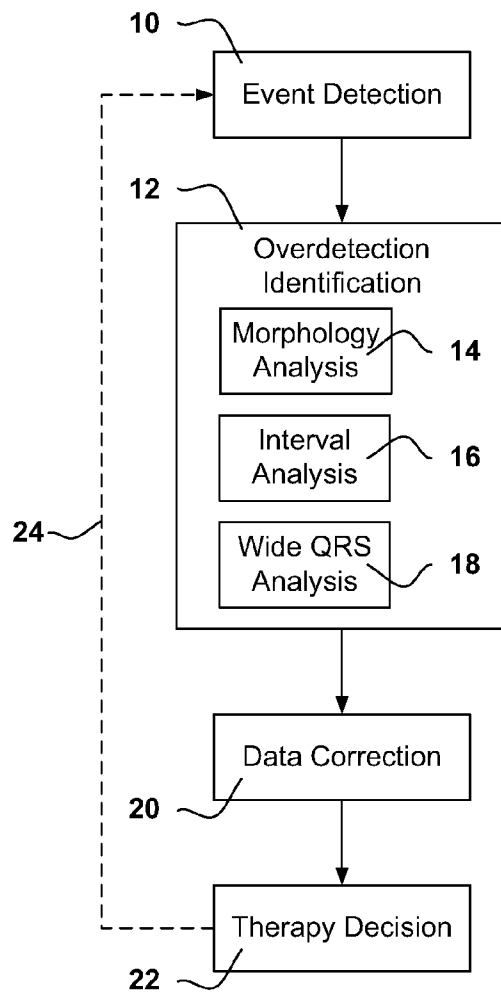 10
Event Detection
12
Overdetection
Identification
Morphology
Analysis
14
Interval
Analysis
16
24
Wide QRS
Analysis
18
Data Correction
20
Therapy Decision
22